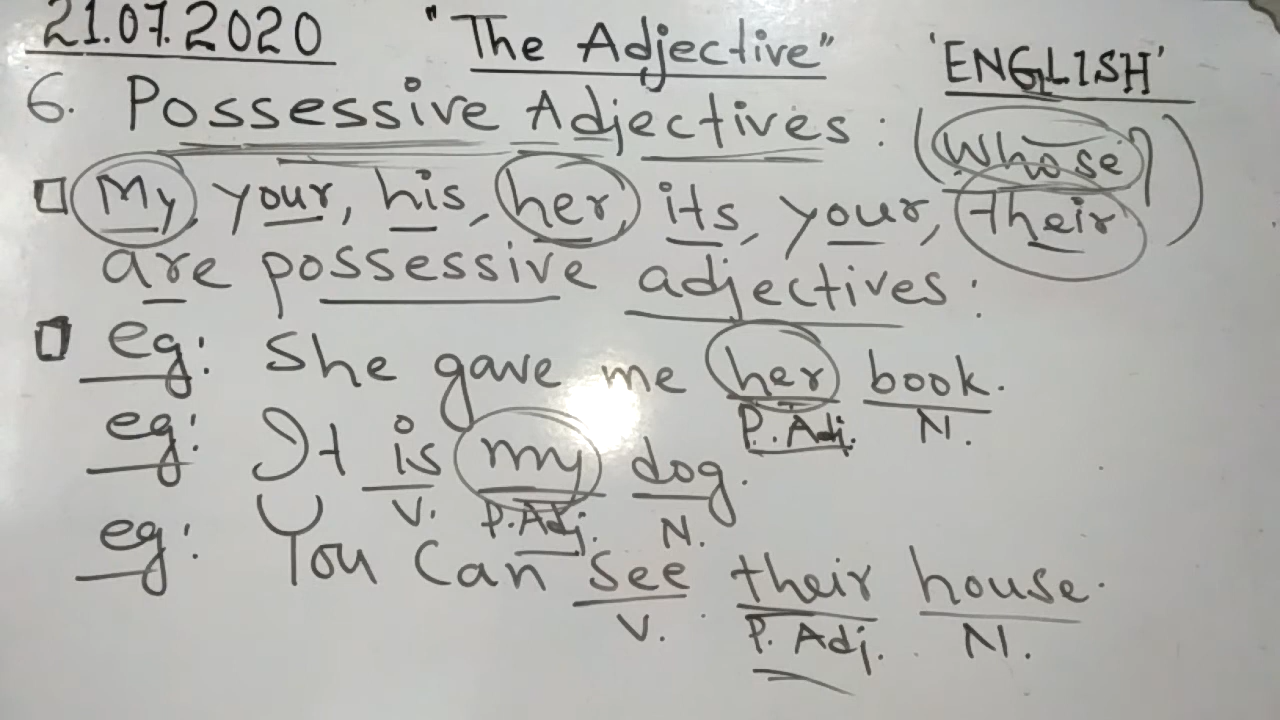 21.07.2020 "The Adjective" 'ENGLISH'
6. Possessive Adjectives: (Whose)
My, your, his, her, its, your, their
are possessive adjectives:
eg: She gave me her book.
P. Adj. N.
eg: It is my dog.
V. P. Adj. N.
eg: You Can see their house.
V. P. Adj. N.